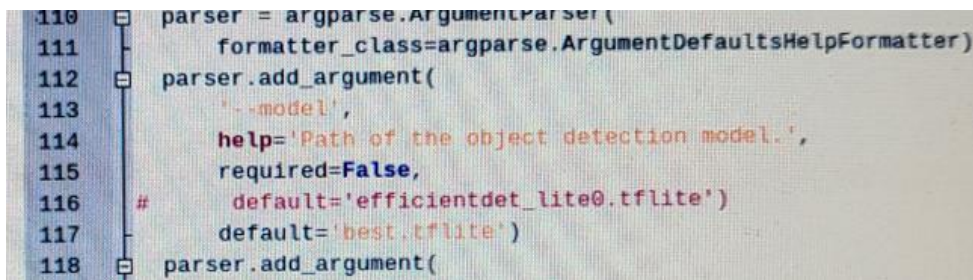 110 parser = argparse.ArgumentParser(
111 formatter_class=argparse.ArgumentDefaultsHelpFormatter)
112 parser.add_argument(
113 '--model',
114 help='Path of the object detection model.',
115 required=False,
116 # default='efficientdet_lite0.tflite')
117 default='best.tflite')
118 parser.add_argument(